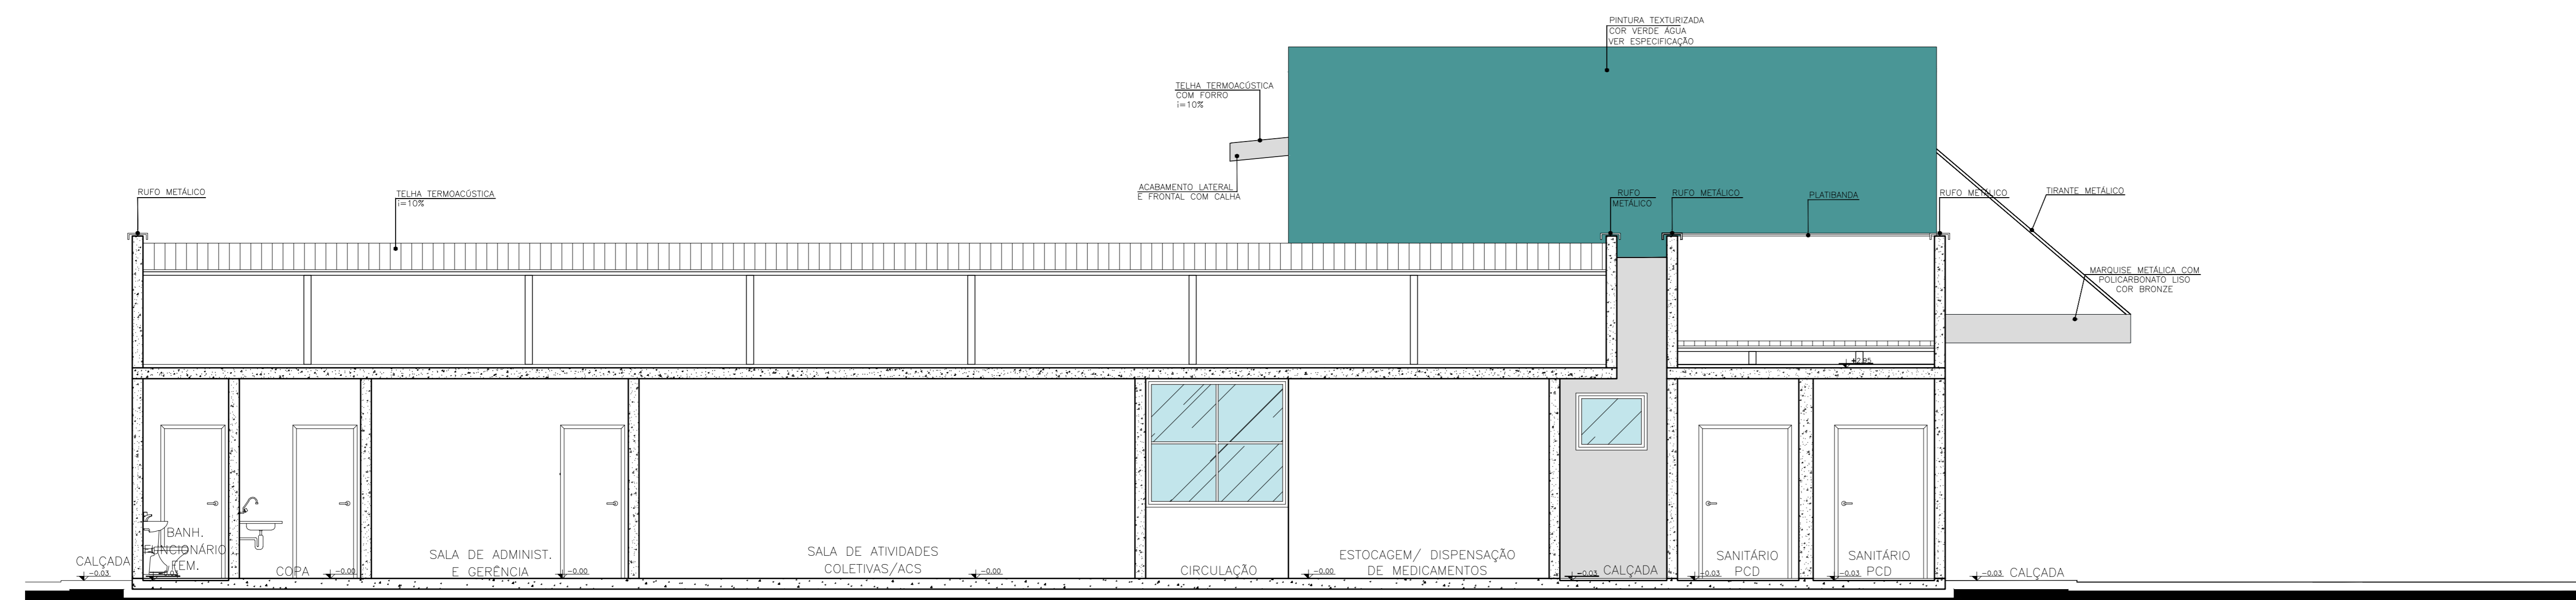 PINTURA TEXTURIZADA
COR VERDE ÁGUA
VER ESPECIFICAÇÃO
TELHA TERMOACÚSTICA
COM FORRO
i=10%
ACABAMENTO LATERAL
E FRONTAL COM CALHA
RUFO METÁLICO
TELHA TERMOACÚSTICA
i=10%
RUFO
METÁLICO
RUFO METÁLICO
PLATIBANDA
RUFO METÁLICO
TIRANTE METÁLICO
MARQUISE METÁLICA COM
POLICARBONATO LISO
COR BRONZE
+2.95
CALÇADA
-0.03
BANH.
FUNCIONÁRIO
FEM.
-0.03
COPA
-0.00
SALA DE ADMINIST.
E GERÊNCIA
-0.00
SALA DE ATIVIDADES
COLETIVAS/ACS
-0.00
CIRCULAÇÃO
ESTOCAGEM/ DISPENSAÇÃO
DE MEDICAMENTOS
-0.00
-0.03
CALÇADA
SANITÁRIO
PCD
-0.03
SANITÁRIO
PCD
-0.03
-0.03
CALÇADA